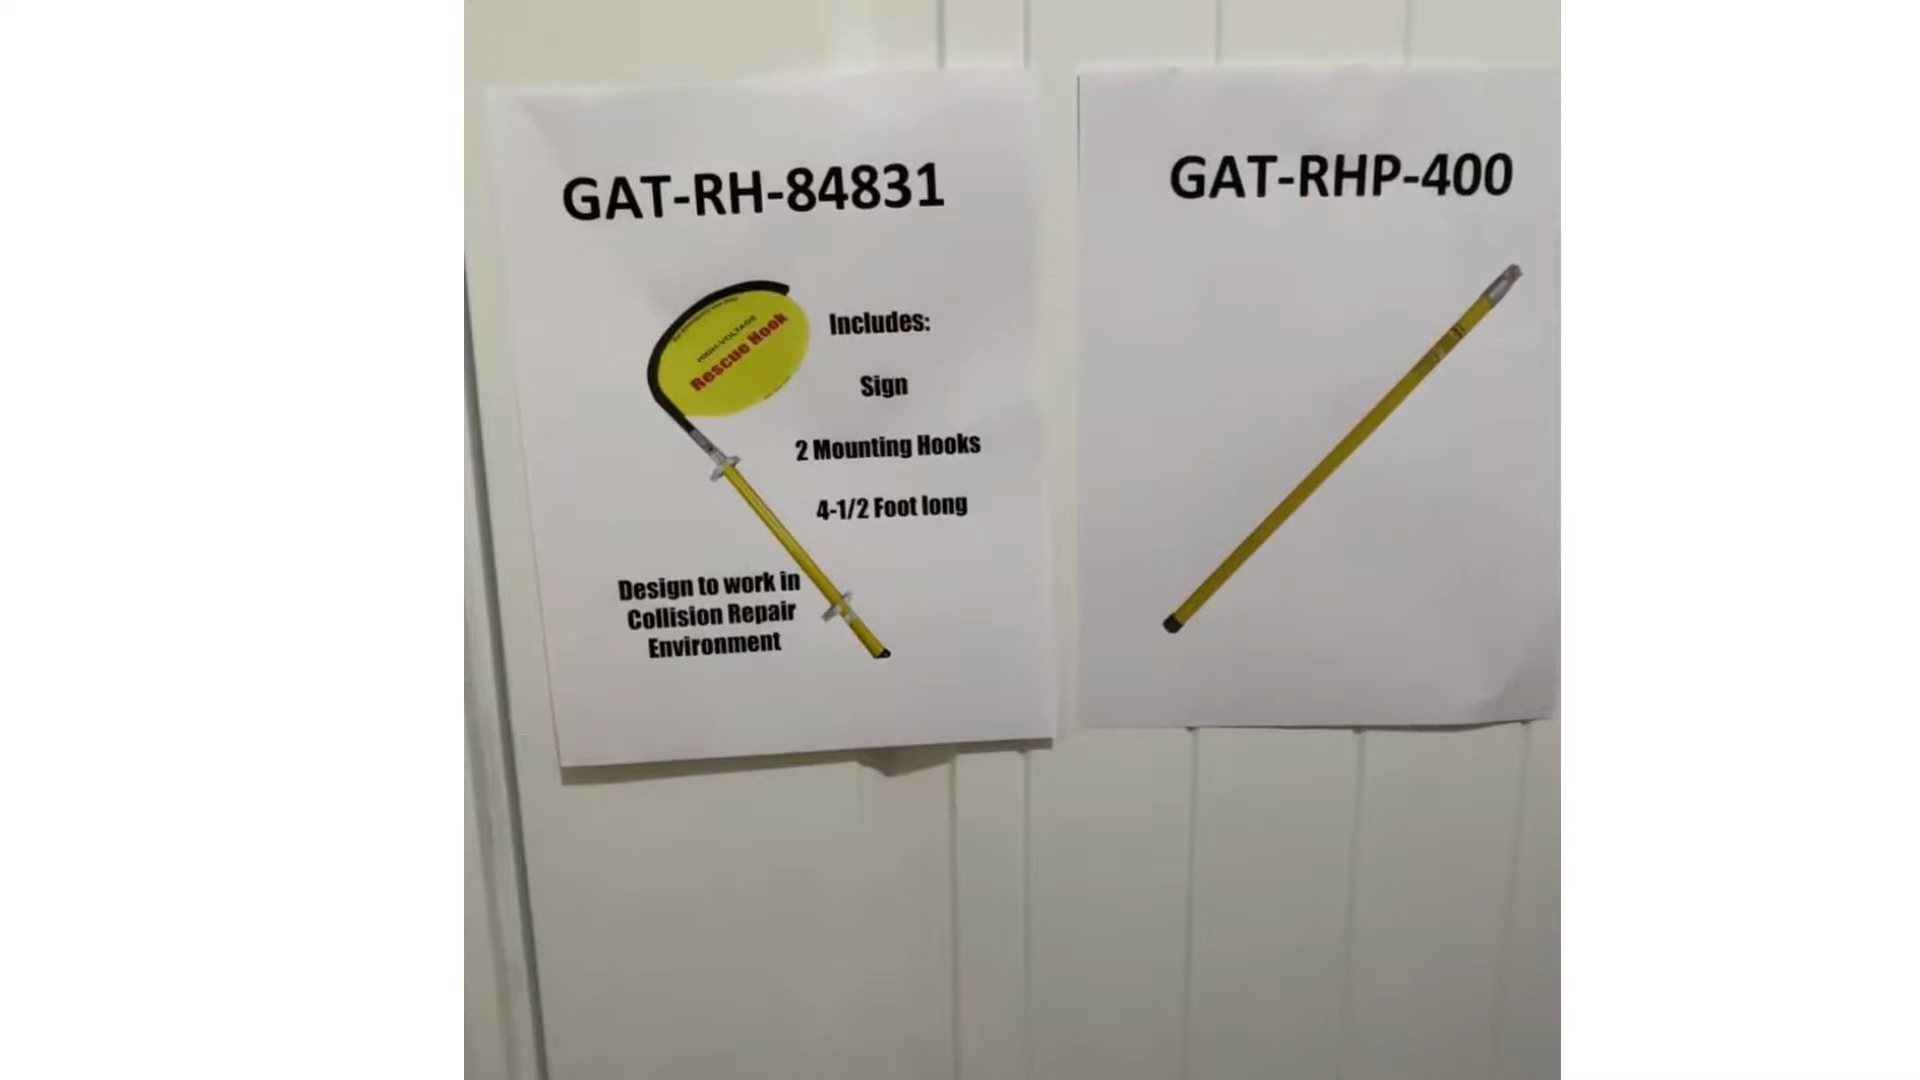 GAT-RH-84831
HIGH-VOLTAGE
Rescue Hook
Includes:
Sign
2 Mounting Hooks
4-1/2 Foot long
Design to work in
Collision Repair
Environment
GAT-RHP-400